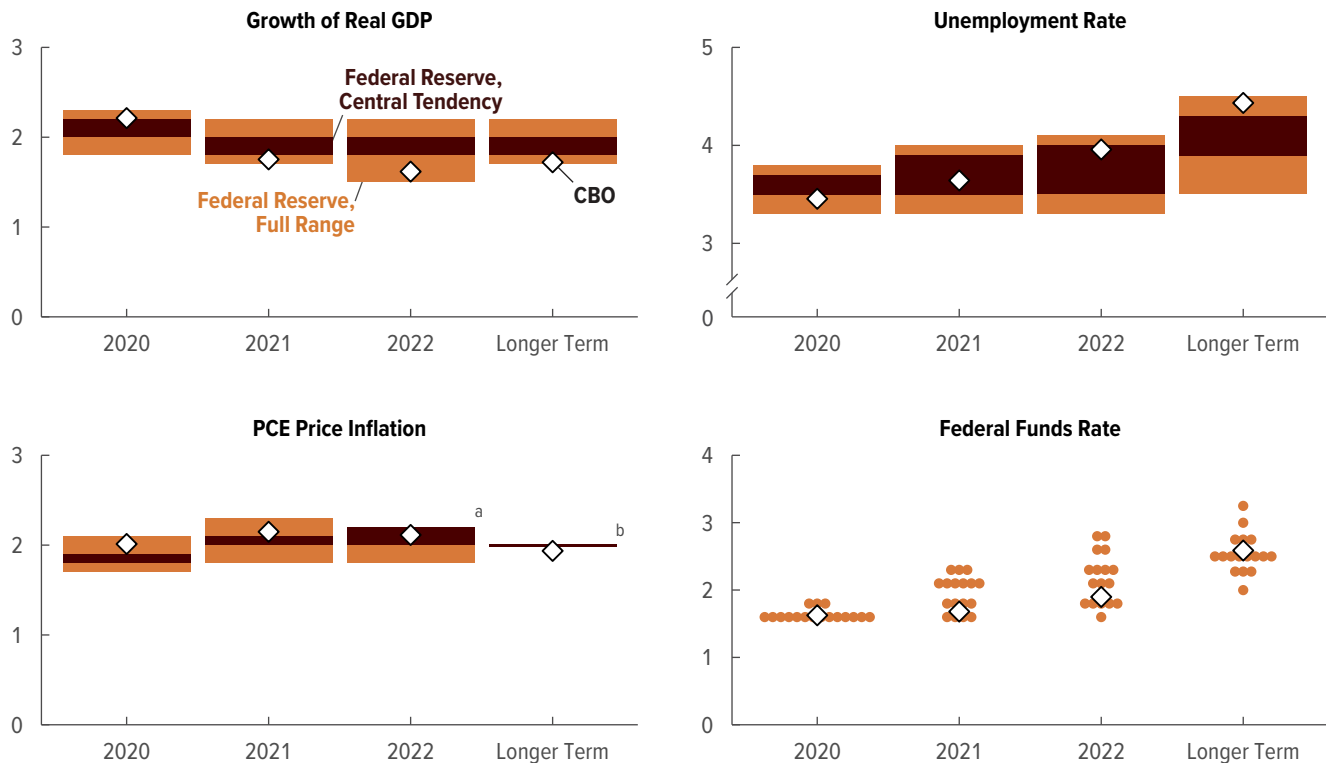 Growth of Real GDP
3
2
1
0
Federal Reserve,
Central Tendency
Federal Reserve,
Full Range
CBO
2020 2021 2022 Longer Term
Unemployment Rate
5
4
3
0
2020 2021 2022 Longer Term
PCE Price Inflation
3
2
1
0
a
b
2020 2021 2022 Longer Term
Federal Funds Rate
4
3
2
1
0
2020 2021 2022 Longer Term